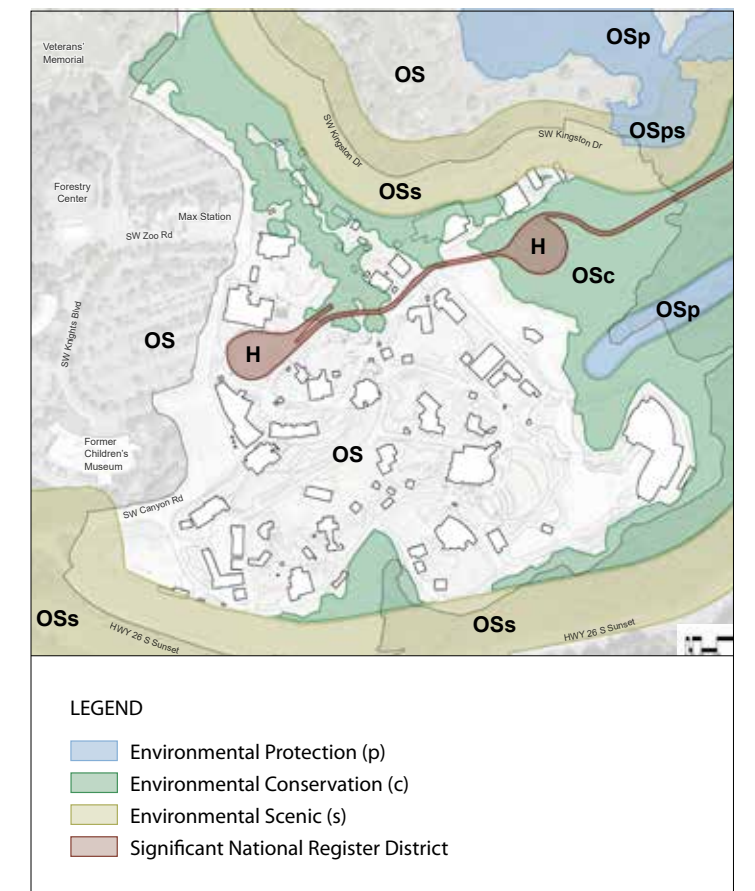 Veterans'
Memorial
OSp
OS
OSps
SW Kingston Dr
SW Kingston Dr
OSs
Forestry
Center
Max Station
SW Zoo Rd
H
OSc
OSp
SW Knights Blvd
OS
H
Former
Children's
Museum
OS
SW Canyon Rd
OSs
HWY 26 S Sunset
OSs
HWY 26 S Sunset
LEGEND
Environmental Protection (p)
Environmental Conservation (c)
Environmental Scenic (s)
Significant National Register District